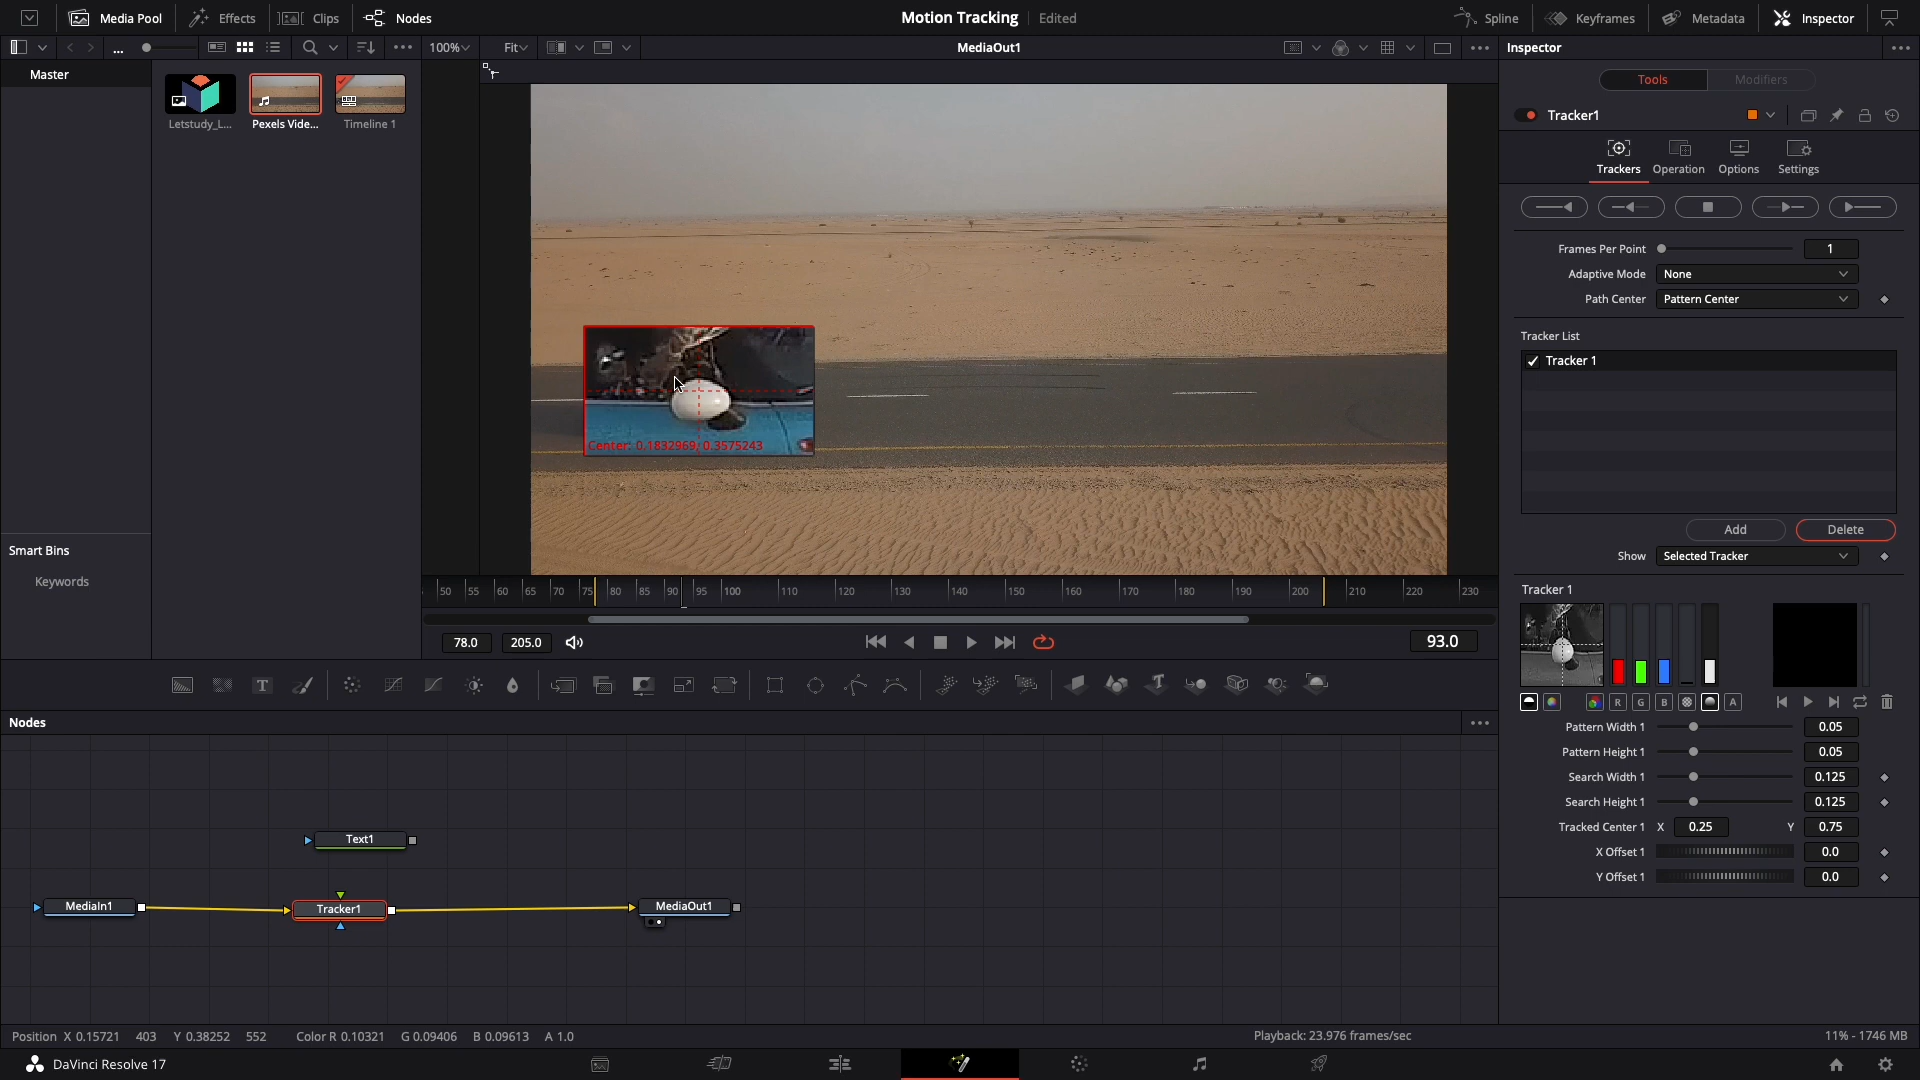 Media Pool
Effects
Clips
Nodes
Motion Tracking
Edited
Spline
Keyframes
Metadata
Inspector
...
100%
Fit
MediaOut1
Inspector
Master
Letstudy_L...
Pexels Vide...
Timeline 1
Smart Bins
Keywords
Center: 0.1832969, 0.3575243
50 55 60 65 70 75 80 85 90 95 100 110 120 130 140 150 160 170 180 190 200 210 220 230
78.0
205.0
93.0
Tools
Modifiers
Tracker1
Trackers
Operation
Options
Settings
Frames Per Point 1
Adaptive Mode None
Path Center Pattern Center
Tracker List
Tracker 1
Add
Delete
Show Selected Tracker
Tracker 1
R G B A
Pattern Width 1 0.05
Pattern Height 1 0.05
Search Width 1 0.125
Search Height 1 0.125
Tracked Center 1 X 0.25 Y 0.75
X Offset 1 0.0
Y Offset 1 0.0
T
T
Nodes
Text1
MediaIn1
Tracker1
MediaOut1
Position X 0.15721 403 Y 0.38252 552 Color R 0.10321 G 0.09406 B 0.09613 A 1.0
Playback: 23.976 frames/sec
11% - 1746 MB
DaVinci Resolve 17